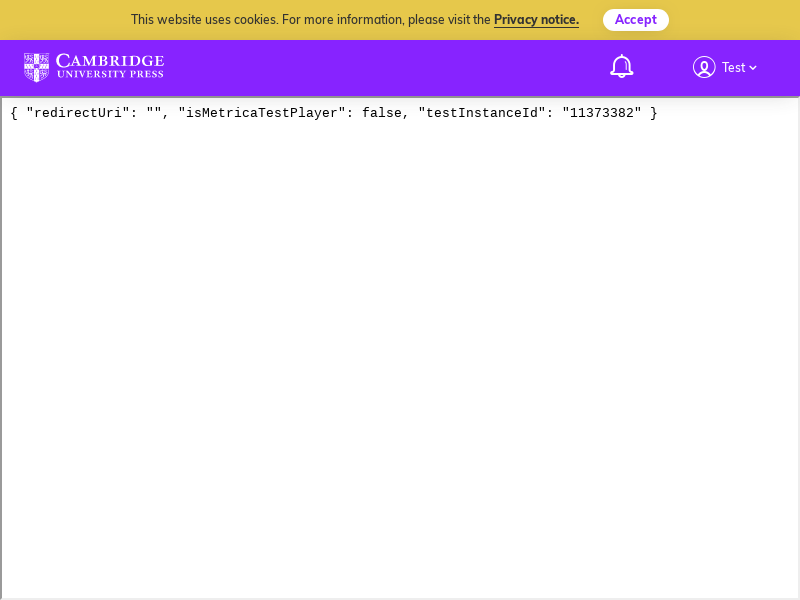 This website uses cookies. For more information, please visit the Privacy notice.
Accept
CAMBRIDGE
UNIVERSITY PRESS
Test
{ "redirectUri": "", "isMetricaTestPlayer": false, "testInstanceId": "11373382" }